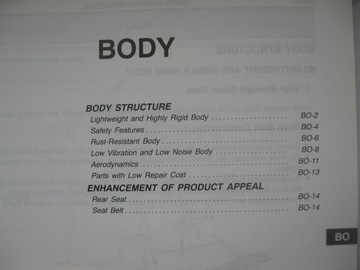 BODY
BODY STRUCTURE
Lightweight and Highly Rigid Body ........................ BO-2
Safety Features ........................................ BO-4
Rust-Resistant Body .................................... BO-6
Low Vibration and Low Noise Body ....................... BO-8
Aerodynamics ........................................... BO-11
Parts with Low Repair Cost ............................. BO-13
ENHANCEMENT OF PRODUCT APPEAL
Rear Seat .............................................. BO-14
Seat Belt .............................................. BO-14
BO